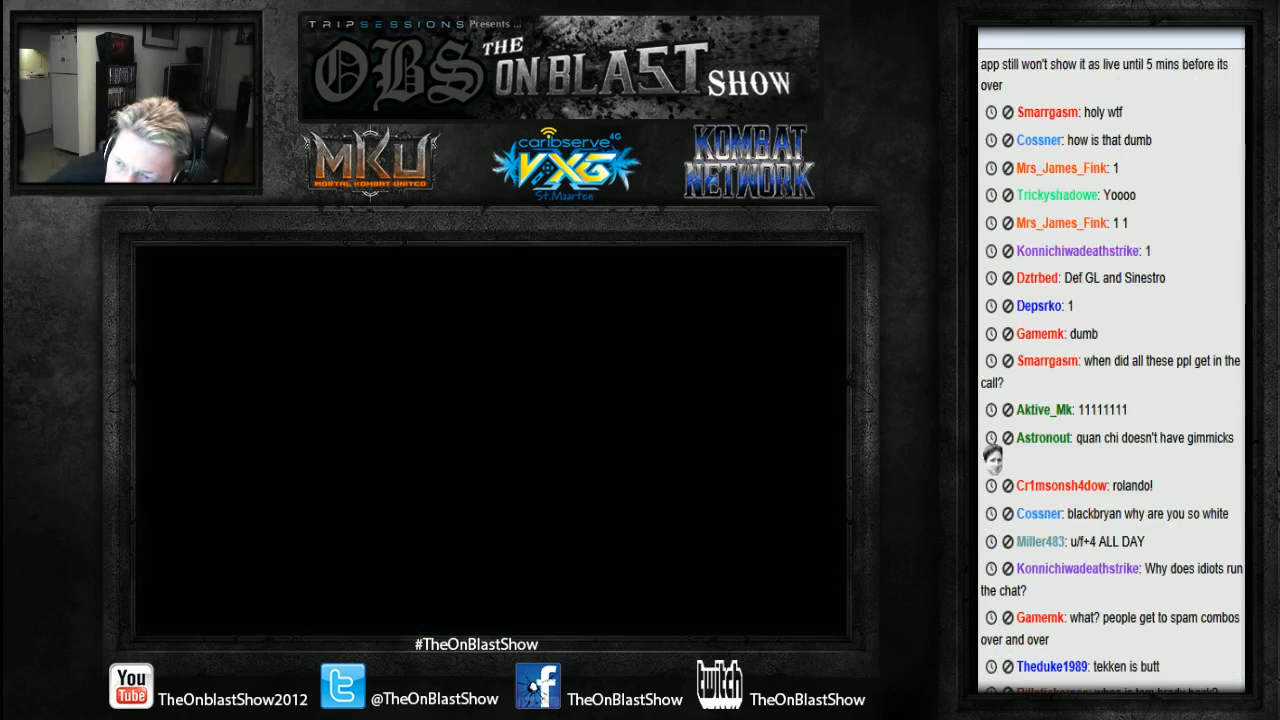 TRIPSESSIONS Presents ...
OBS THE ON BLAST SHOW
MKU
MORTAL KOMBAT UNITED
caribserve 4G
VXG
St.Maarten
KOMBAT
NETWORK
app still won't show it as live until 5 mins before its
over
Smarrgasm: holy wtf
Cossner: how is that dumb
Mrs_James_Fink: 1
Trickyshadowe: Yoooo
Mrs_James_Fink: 1 1
Konnichiwadeathstrike: 1
Dztrbed: Def GL and Sinestro
Depsrko: 1
Gamemk: dumb
Smarrgasm: when did all these ppl get in the
call?
Aktive_Mk: 11111111
Astronout: quan chi doesn't have gimmicks
Cr1msonsh4dow: rolando!
Cossner: blackbryan why are you so white
Miller483: u/f+4 ALL DAY
Konnichiwadeathstrike: Why does idiots run
the chat?
Gamemk: what? people get to spam combos
over and over
Theduke1989: tekken is butt
#TheOnBlastShow
You
Tube
TheOnblastShow2012
@TheOnBlastShow
TheOnBlastShow
twitch
TheOnBlastShow